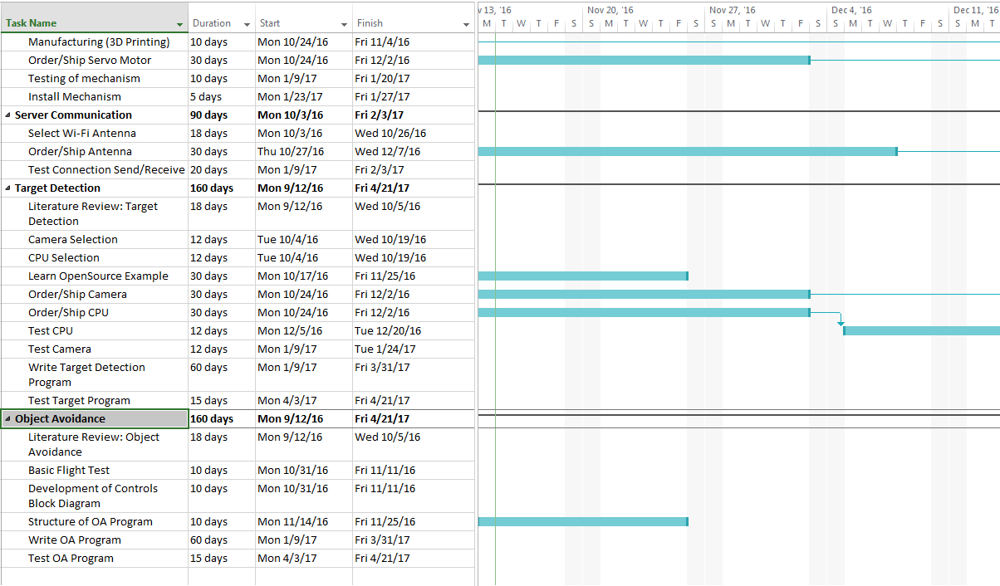 v 13, '16 Nov 20, '16 Nov 27, '16 Dec 4, '16 Dec 11, '16
Task Name Duration Start Finish M T W T F S S M T W T F S S M T W T F S S M T W T F S S M T
Manufacturing (3D Printing) 10 days Mon 10/24/16 Fri 11/4/16
Order/Ship Servo Motor 30 days Mon 10/24/16 Fri 12/2/16
Testing of mechanism 10 days Mon 1/9/17 Fri 1/20/17
Install Mechanism 5 days Mon 1/23/17 Fri 1/27/17
Server Communication 90 days Mon 10/3/16 Fri 2/3/17
Select Wi-Fi Antenna 18 days Mon 10/3/16 Wed 10/26/16
Order/Ship Antenna 30 days Thu 10/27/16 Wed 12/7/16
Test Connection Send/Receive 20 days Mon 1/9/17 Fri 2/3/17
Target Detection 160 days Mon 9/12/16 Fri 4/21/17
Literature Review: Target 18 days Mon 9/12/16 Wed 10/5/16
Detection
Camera Selection 12 days Tue 10/4/16 Wed 10/19/16
CPU Selection 12 days Tue 10/4/16 Wed 10/19/16
Learn OpenSource Example 30 days Mon 10/17/16 Fri 11/25/16
Order/Ship Camera 30 days Mon 10/24/16 Fri 12/2/16
Order/Ship CPU 30 days Mon 10/24/16 Fri 12/2/16
Test CPU 12 days Mon 12/5/16 Tue 12/20/16
Test Camera 12 days Mon 1/9/17 Tue 1/24/17
Write Target Detection 60 days Mon 1/9/17 Fri 3/31/17
Program
Test Target Program 15 days Mon 4/3/17 Fri 4/21/17
Object Avoidance 160 days Mon 9/12/16 Fri 4/21/17
Literature Review: Object 18 days Mon 9/12/16 Wed 10/5/16
Avoidance
Basic Flight Test 10 days Mon 10/31/16 Fri 11/11/16
Development of Controls 10 days Mon 10/31/16 Fri 11/11/16
Block Diagram
Structure of OA Program 10 days Mon 11/14/16 Fri 11/25/16
Write OA Program 60 days Mon 1/9/17 Fri 3/31/17
Test OA Program 15 days Mon 4/3/17 Fri 4/21/17